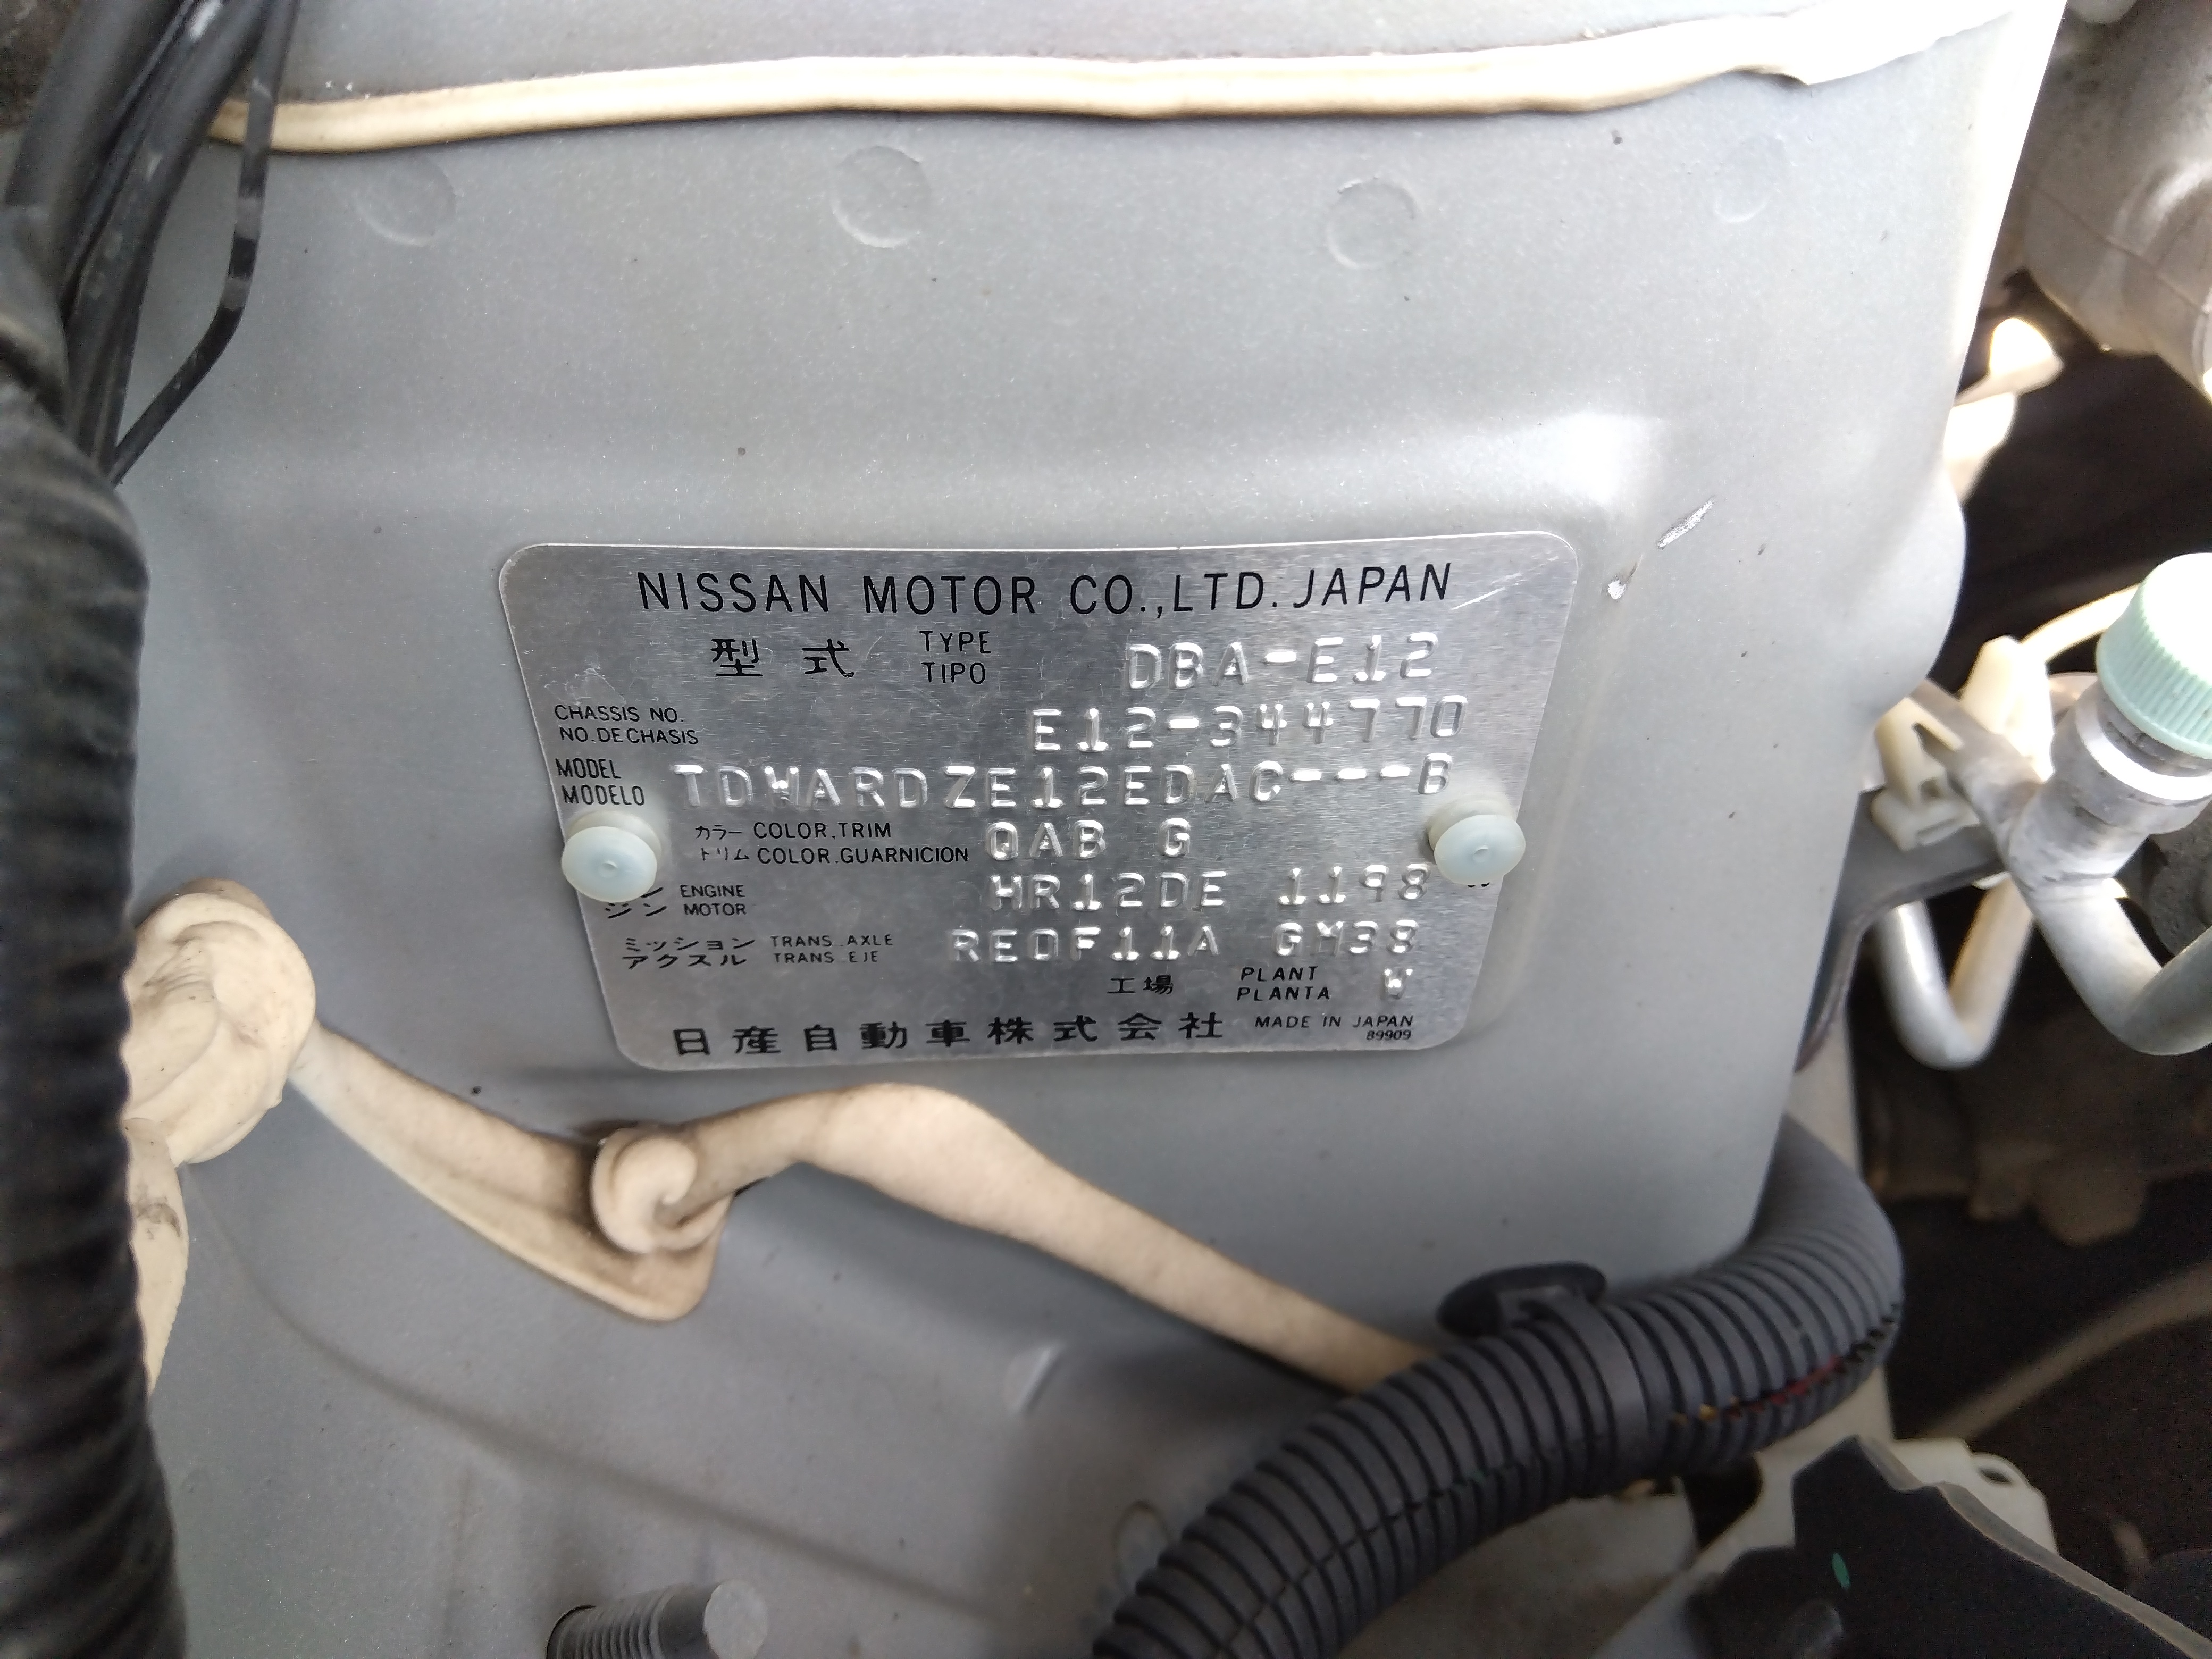 NISSAN MOTOR CO.,LTD. JAPAN
型式 TYPE DBA-E12
TIPO
CHASSIS NO. E12-344770
NO. DE CHASIS
MODEL TDWARDZE12EDAC---B
MODELO
カラー COLOR.TRIM QAB G
トリム COLOR.GUARNICION
ン ENGINE HR12DE 1198
ジン MOTOR
ミッション TRANS.AXLE RE0F11A GM38
アクスル TRANS EJE
工場 PLANT W
PLANTA
日産自動車株式会社 MADE IN JAPAN
89909